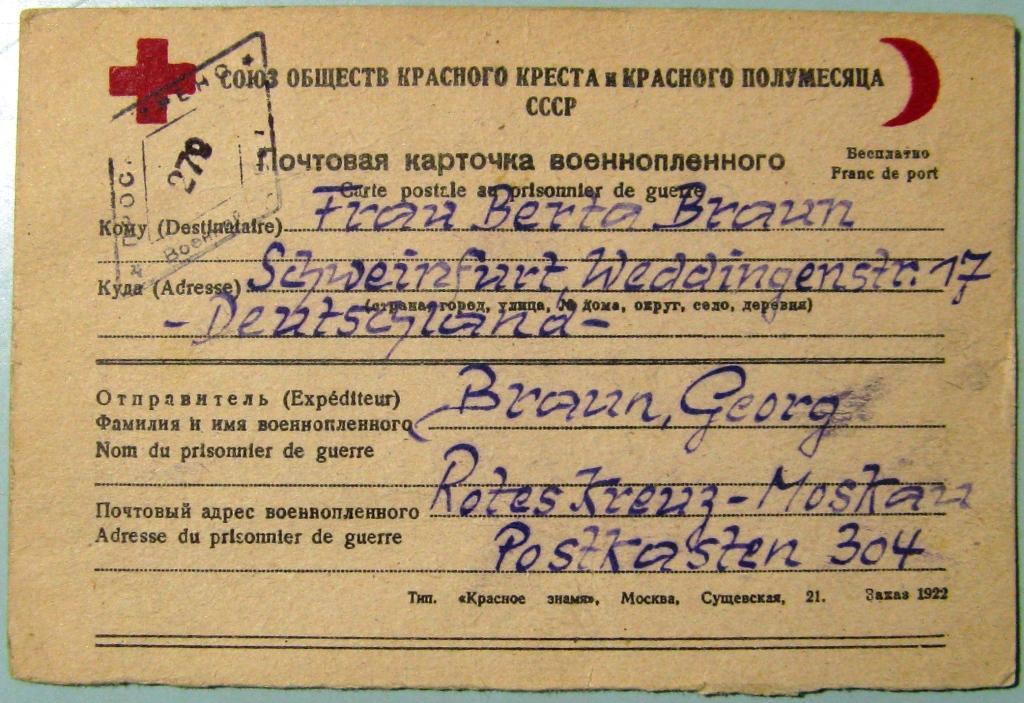 СОЮЗ ОБЩЕСТВ КРАСНОГО КРЕСТА и КРАСНОГО ПОЛУМЕСЯЦА
СССР
270
Почтовая карточка военнопленного
Carte postale au prisonnier de guerre
Бесплатно
Franc de port
Кому (Destinataire) Frau Berta Braun
Куда (Adresse) Schweinfurt, Weddingenstr. 17
(страна, город, улица, № дома, округ, село, деревня)
- Deutschland -
Отправитель (Expéditeur)
Фамилия и имя военнопленного Braun, Georg
Nom du prisonnier de guerre
Почтовый адрес военнопленного Rotes Kreuz - Moskau
Adresse du prisonnier de guerre Postkasten 304
Тип. «Красное знамя», Москва, Сущевская, 21. Заказ 1922